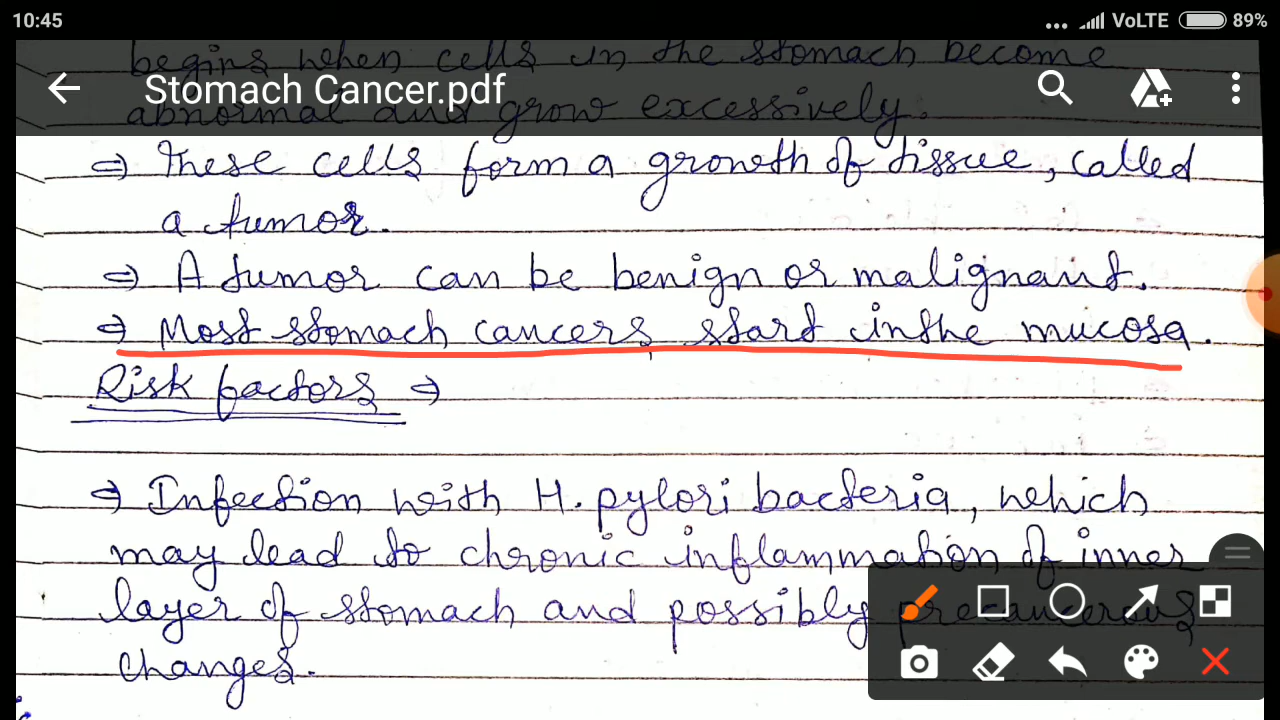 10:45
... VoLTE 89%
begins when cells in the stomach become
Stomach Cancer.pdf
abnormal and grow excessively.
⇒ These cells form a growth of tissue, called
a tumor.
⇒ A tumor can be benign or malignant.
⇒ Most stomach cancers, start in the mucosa.
Risk factors ⇒
⇒ Infection with H. pylori bacteria, which
may lead to chronic inflammation of inner
layer of stomach and possibly precancerous
changes.